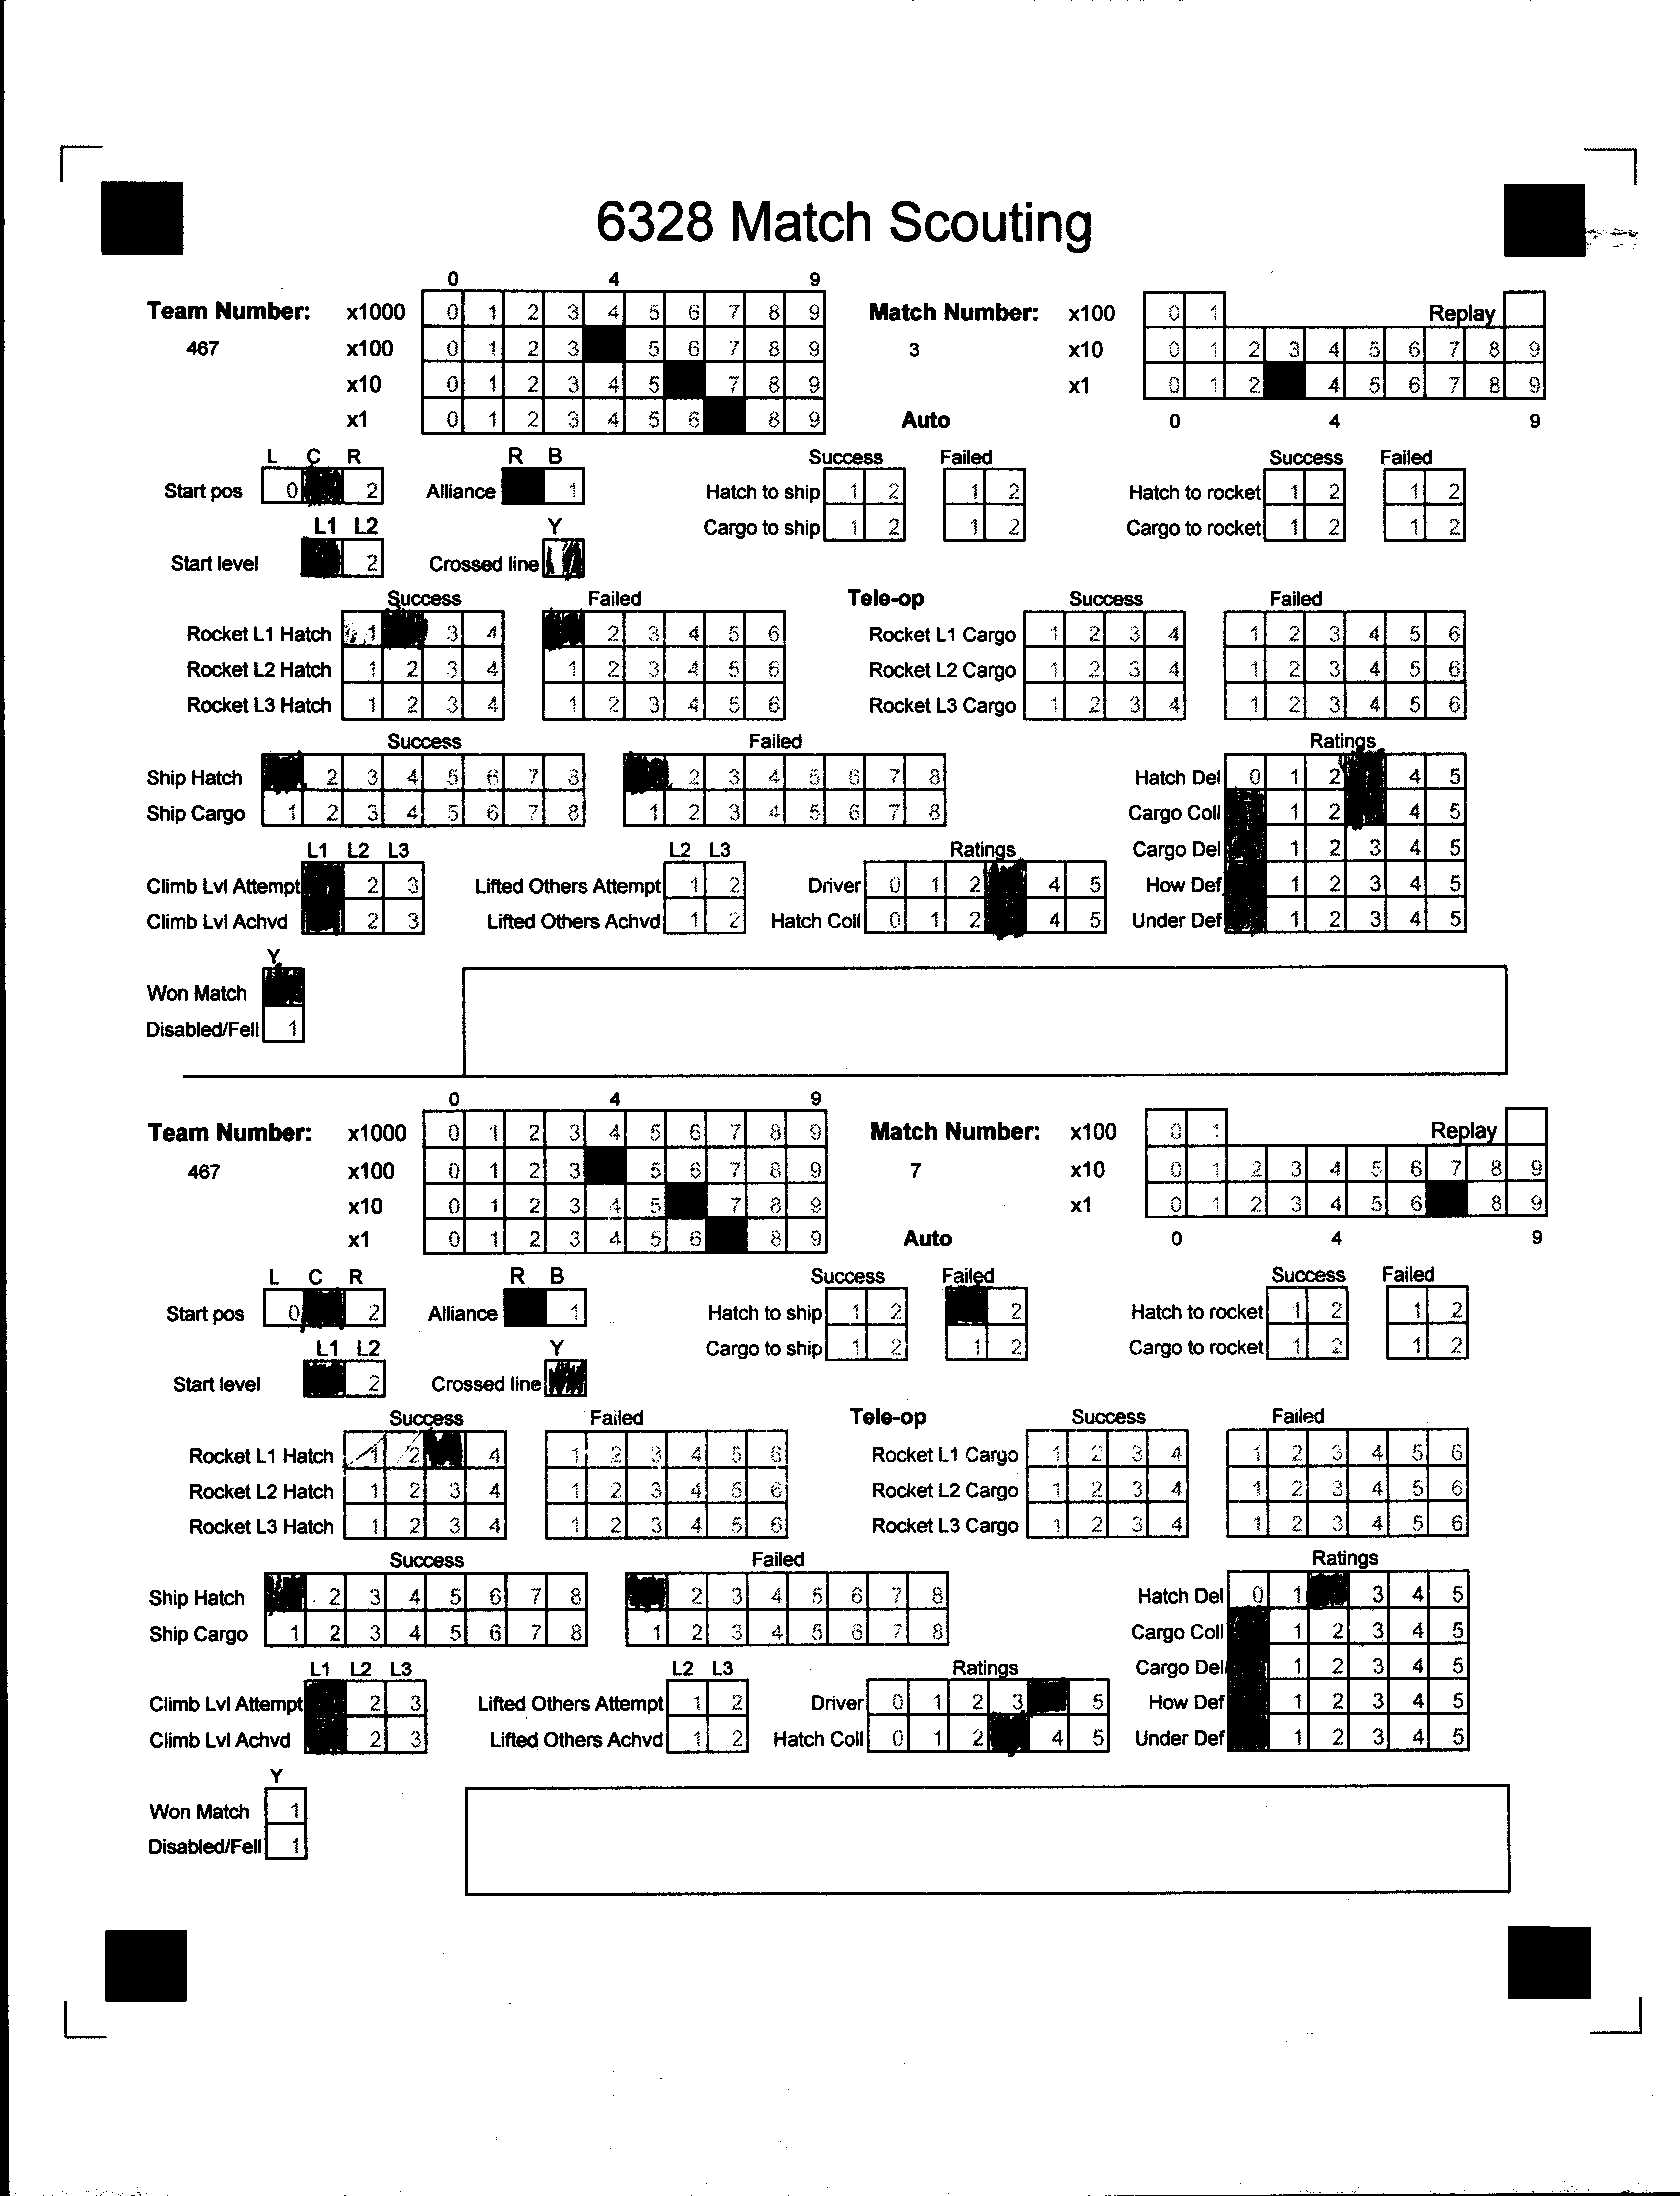 6328 Match Scouting
0 4 9
Team Number: x1000 0 1 2 3 4 5 6 7 8 9 Match Number: x100 0 1 Replay
467 x100 0 1 2 3 5 6 7 8 9 3 x10 0 1 2 3 4 5 6 7 8 9
x10 0 1 2 3 4 5 7 8 9 x1 0 1 2 4 5 6 7 8 9
x1 0 1 2 3 4 5 6 8 9 Auto 0 4 9
L C R R B Success Failed Success Failed
Start pos 0 2 Alliance 1 Hatch to ship 1 2 1 2 Hatch to rocket 1 2 1 2
L1 L2 Y Cargo to ship 1 2 1 2 Cargo to rocket 1 2 1 2
Start level 2 Crossed line
Success Failed Tele-op Success Failed
Rocket L1 Hatch 1 3 4 2 3 4 5 6 Rocket L1 Cargo 1 2 3 4 1 2 3 4 5 6
Rocket L2 Hatch 1 2 3 4 1 2 3 4 5 6 Rocket L2 Cargo 1 2 3 4 1 2 3 4 5 6
Rocket L3 Hatch 1 2 3 4 1 2 3 4 5 6 Rocket L3 Cargo 1 2 3 4 1 2 3 4 5 6
Success Failed Ratings
Ship Hatch 2 3 4 5 6 7 8 2 3 4 5 6 7 8 Hatch Del 0 1 2 4 5
Ship Cargo 1 2 3 4 5 6 7 8 1 2 3 4 5 6 7 8 Cargo Coll 1 2 4 5
L1 L2 L3 L2 L3 Ratings Cargo Del 1 2 3 4 5
Climb Lvl Attempt 2 3 Lifted Others Attempt 1 2 Driver 0 1 2 4 5 How Def 1 2 3 4 5
Climb Lvl Achvd 2 3 Lifted Others Achvd 1 2 Hatch Coll 0 1 2 4 5 Under Def 1 2 3 4 5
Y
Won Match
Disabled/Fell 1
0 4 9
Team Number: x1000 0 1 2 3 4 5 6 7 8 9 Match Number: x100 0 1 Replay
467 x100 0 1 2 3 5 6 7 8 9 7 x10 0 1 2 3 4 5 6 7 8 9
x10 0 1 2 3 4 5 7 8 9 x1 0 1 2 3 4 5 6 8 9
x1 0 1 2 3 4 5 6 8 9 Auto 0 4 9
L C R R B Success Failed Success Failed
Start pos 0 2 Alliance 1 Hatch to ship 1 2 2 Hatch to rocket 1 2 1 2
L1 L2 Y Cargo to ship 1 2 1 2 Cargo to rocket 1 2 1 2
Start level 2 Crossed line
Success Failed Tele-op Success Failed
Rocket L1 Hatch 1 2 4 1 2 3 4 5 6 Rocket L1 Cargo 1 2 3 4 1 2 3 4 5 6
Rocket L2 Hatch 1 2 3 4 1 2 3 4 5 6 Rocket L2 Cargo 1 2 3 4 1 2 3 4 5 6
Rocket L3 Hatch 1 2 3 4 1 2 3 4 5 6 Rocket L3 Cargo 1 2 3 4 1 2 3 4 5 6
Success Failed Ratings
Ship Hatch 2 3 4 5 6 7 8 2 3 4 5 6 7 8 Hatch Del 0 1 3 4 5
Ship Cargo 1 2 3 4 5 6 7 8 1 2 3 4 5 6 7 8 Cargo Coll 1 2 3 4 5
L1 L2 L3 L2 L3 Ratings Cargo Del 1 2 3 4 5
Climb Lvl Attempt 2 3 Lifted Others Attempt 1 2 Driver 0 1 2 3 5 How Def 1 2 3 4 5
Climb Lvl Achvd 2 3 Lifted Others Achvd 1 2 Hatch Coll 0 1 2 4 5 Under Def 1 2 3 4 5
Y
Won Match 1
Disabled/Fell 1